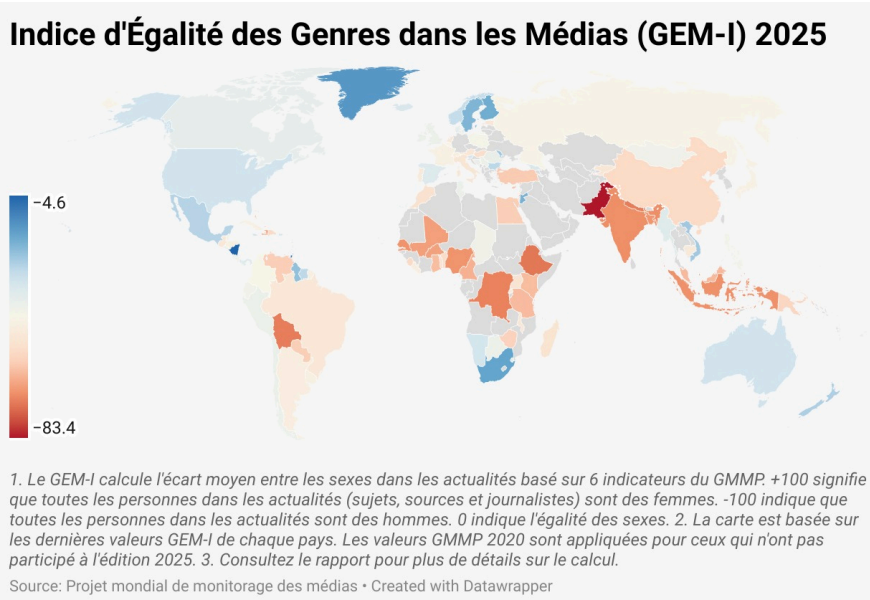 Indice d'Égalité des Genres dans les Médias (GEM-I) 2025
−4.6
−83.4
1. Le GEM-I calcule l'écart moyen entre les sexes dans les actualités basé sur 6 indicateurs du GMMP. +100 signifie
que toutes les personnes dans les actualités (sujets, sources et journalistes) sont des femmes. -100 indique que
toutes les personnes dans les actualités sont des hommes. 0 indique l'égalité des sexes. 2. La carte est basée sur
les dernières valeurs GEM-I de chaque pays. Les valeurs GMMP 2020 sont appliquées pour ceux qui n'ont pas
participé à l'édition 2025. 3. Consultez le rapport pour plus de détails sur le calcul.
Source: Projet mondial de monitorage des médias • Created with Datawrapper